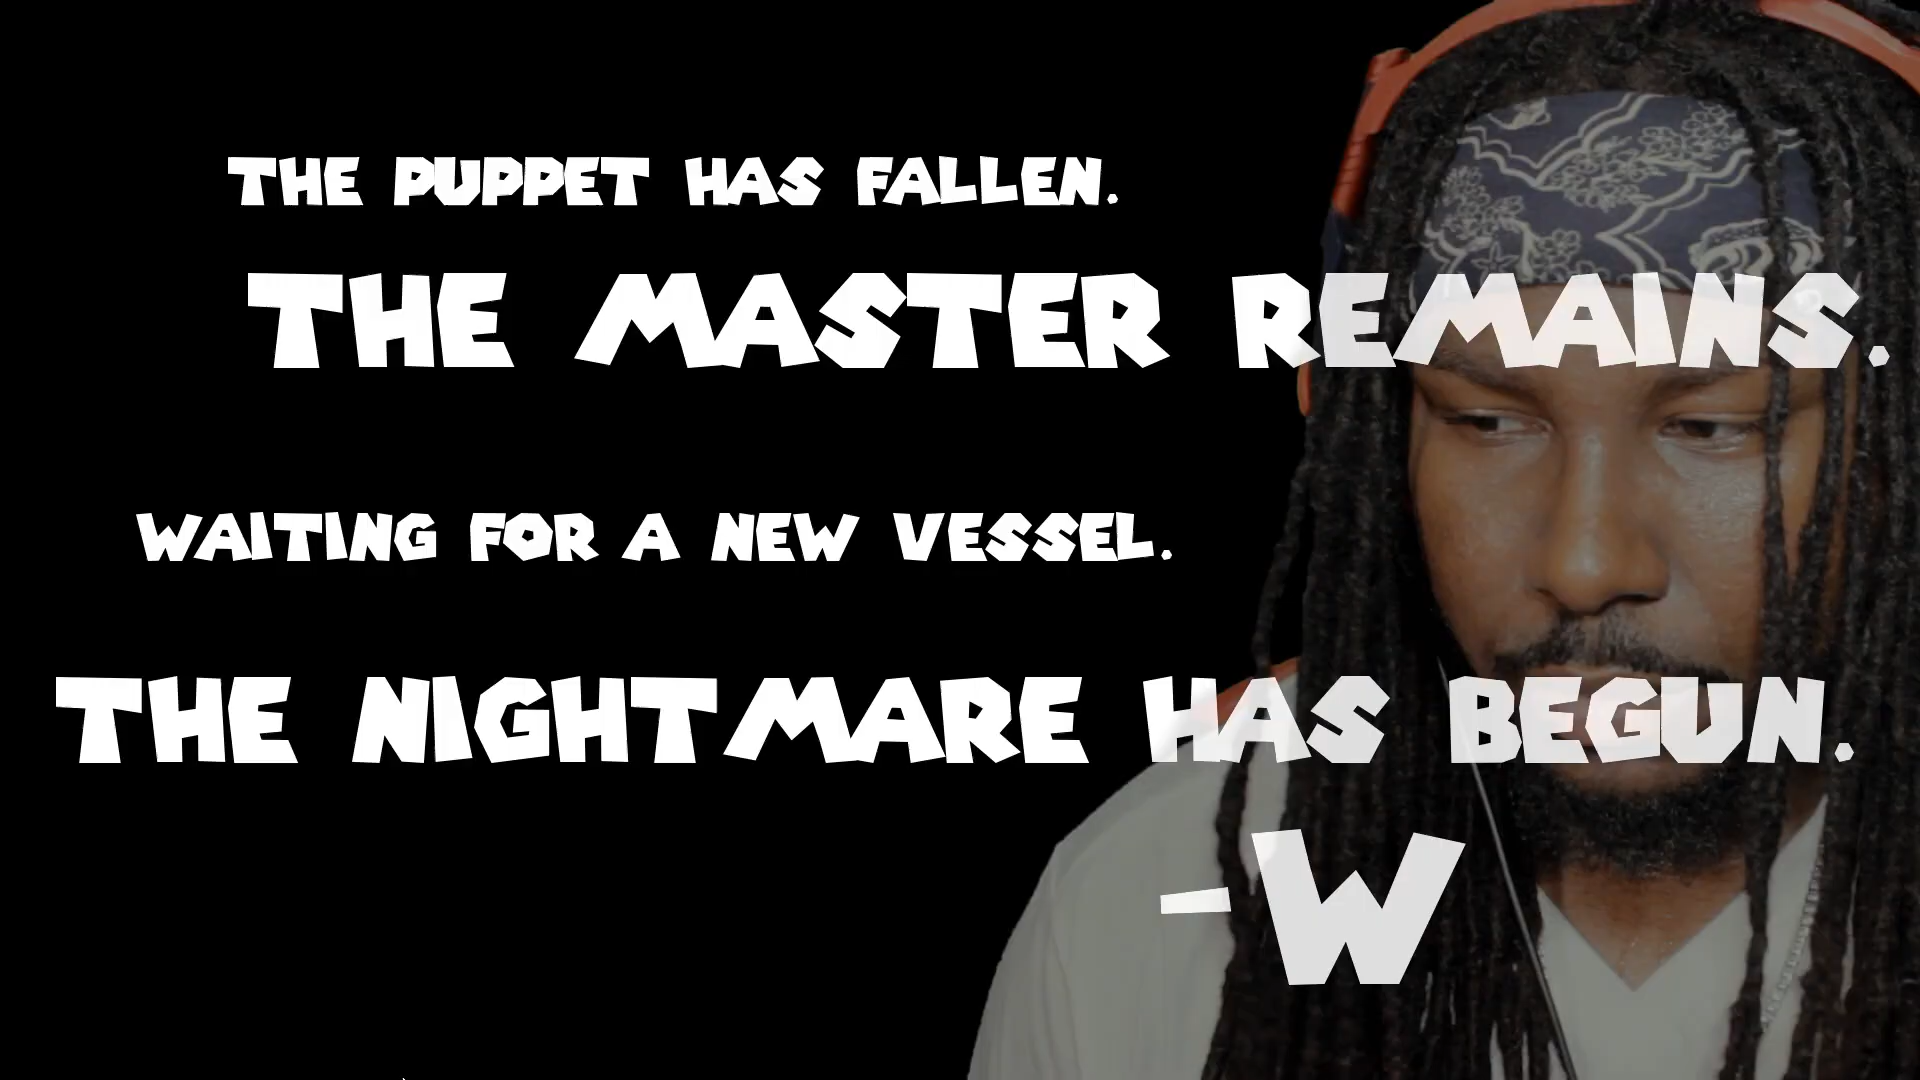 THE PUPPET HAS FALLEN.
THE MASTER REMAINS.
WAITING FOR A NEW VESSEL.
THE NIGHTMARE HAS BEGUN.
-W